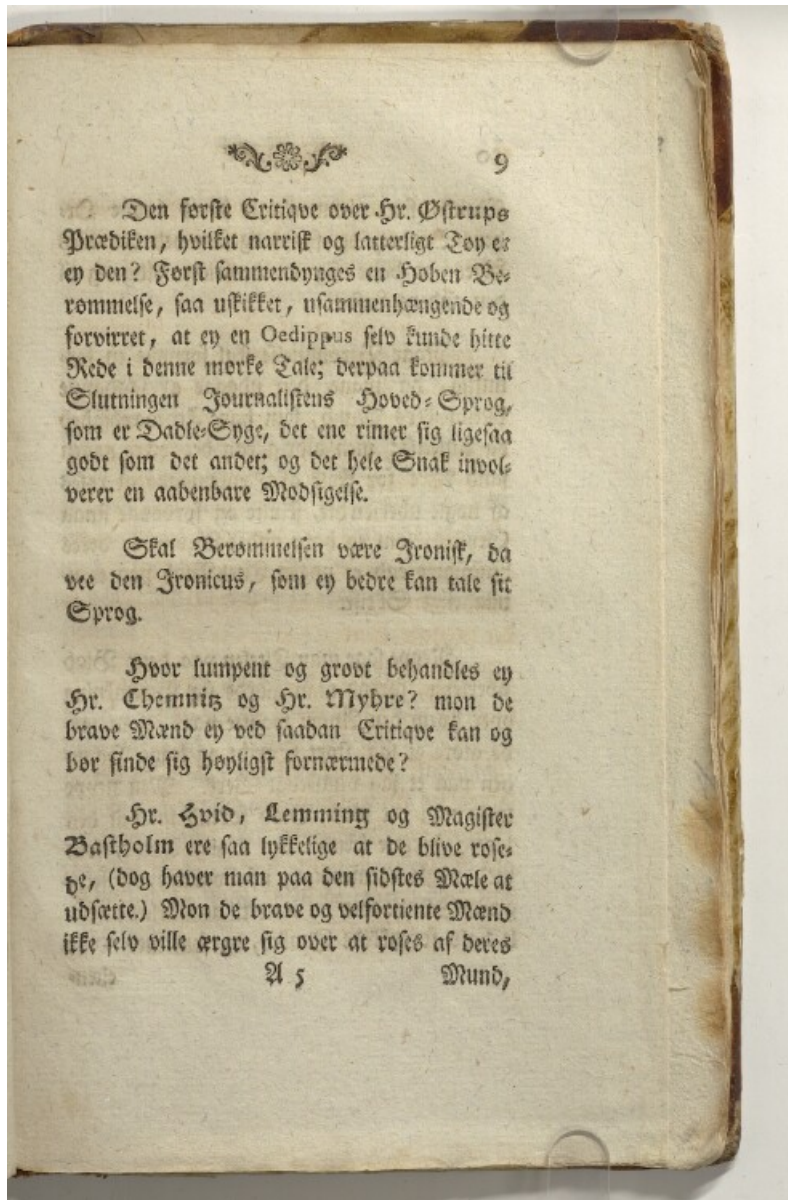 9
Den første Critiqve over Hr. Østrups
Prædiken, hvilket narrisk og latterligt Tøy er
ey den? Først sammendynges en Hoben Be-
rømmelse, saa uskikket, usammenhængende og
forvirret, at ey en Oedippus selv kunde hitte
Rede i denne mørke Tale; derpaa kommer til
Slutningen Journalistens Hoved-Sprog,
som er Dadle-Syge, det ene rimer sig ligesaa
godt som det andet; og det hele Snak invol-
verer en aabenbare Modsigelse.
Skal Berømmelsen være Ironisk, da
vee den Ironicus, som ey bedre kan tale sit
Sprog.
Hvor lumpent og grovt behandles ey
Hr. Chemnitz og Hr. Myhre? mon de
brave Mænd ey ved saadan Critiqve kan og
bør finde sig høyligst fornærmede?
Hr. Hvid, Lemming og Magister
Bastholm ere saa lykkelige at de blive rose-
de, (dog haver man paa den sidstes Mæle at
udsætte.) Mon de brave og velfortiente Mænd
ikke selv ville ærgre sig over at roses af deres
A 5 Mund,